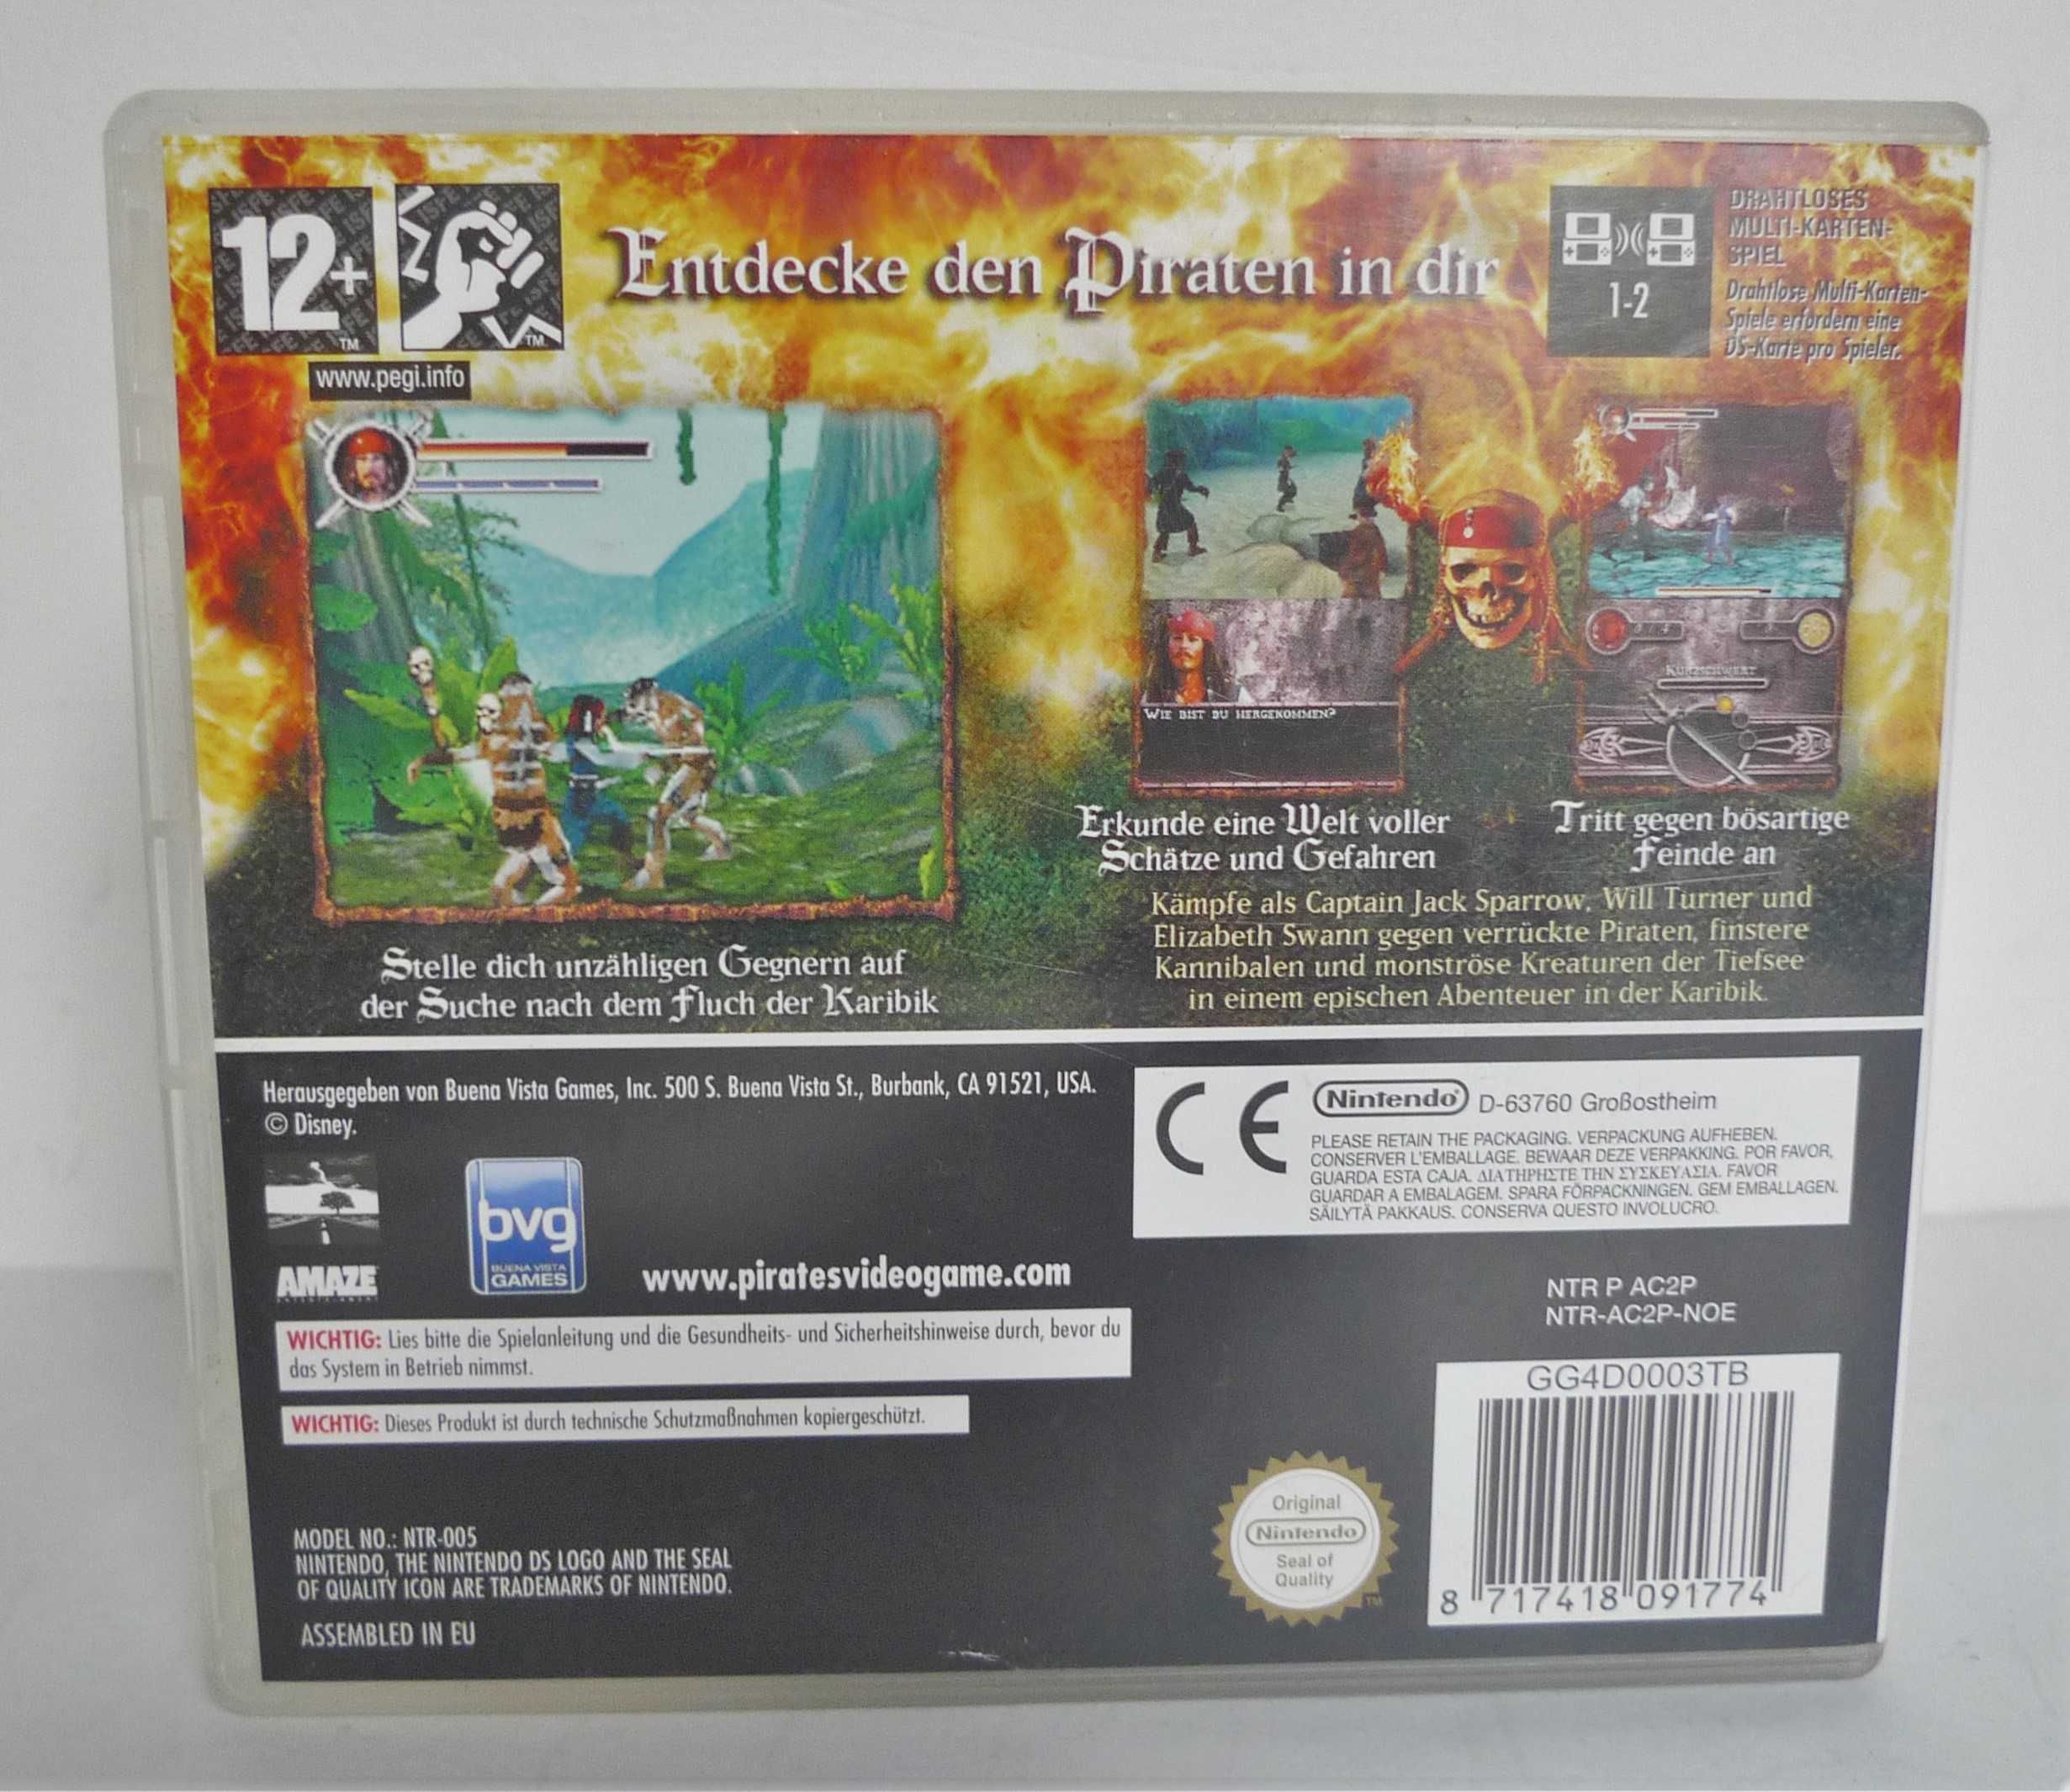 12+
TM
TM
www.pegi.info
Entdecke den Piraten in dir
1-2
DRAHTLOSES
MULTI-KARTEN-
SPIEL
Drahtlose Multi-Karten-
Spiele erfordern eine
DS-Karte pro Spieler.
WIE BIST DU HERGEKOMMEN?
KURZSCHWERT
Stelle dich unzähligen Gegnern auf
der Suche nach dem Fluch der Karibik
Erkunde eine Welt voller
Schätze und Gefahren
Tritt gegen bösartige
Feinde an
Kämpfe als Captain Jack Sparrow, Will Turner und
Elizabeth Swann gegen verrückte Piraten, finstere
Kannibalen und monströse Kreaturen der Tiefsee
in einem epischen Abenteuer in der Karibik.
Herausgegeben von Buena Vista Games, Inc. 500 S. Buena Vista St., Burbank, CA 91521, USA.
© Disney.
AMAZE
ENTERTAINMENT
bvg
BUENA VISTA
GAMES
www.piratesvideogame.com
WICHTIG: Lies bitte die Spielanleitung und die Gesundheits- und Sicherheitshinweise durch, bevor du
das System in Betrieb nimmst.
WICHTIG: Dieses Produkt ist durch technische Schutzmaßnahmen kopiergeschützt.
MODEL NO.: NTR-005
NINTENDO, THE NINTENDO DS LOGO AND THE SEAL
OF QUALITY ICON ARE TRADEMARKS OF NINTENDO.
ASSEMBLED IN EU
CE
Nintendo® D-63760 Großostheim
PLEASE RETAIN THE PACKAGING. VERPACKUNG AUFHEBEN.
CONSERVER L'EMBALLAGE. BEWAAR DEZE VERPAKKING. POR FAVOR,
GUARDA ESTA CAJA. ΔΙΑΤΗΡΗΣΤΕ ΤΗΝ ΣΥΣΚΕΥΑΣΙΑ. FAVOR
GUARDAR A EMBALAGEM. SPARA FÖRPACKNINGEN. GEM EMBALLAGEN.
SÄILYTÄ PAKKAUS. CONSERVA QUESTO INVOLUCRO.
NTR P AC2P
NTR-AC2P-NOE
GG4D0003TB
8 717418 091774
Original
Nintendo
Seal of
Quality
TM